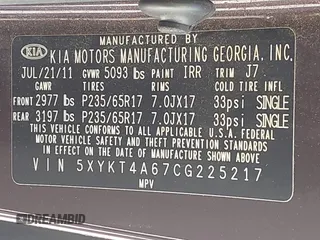 MANUFACTURED BY
KIA KIA MOTORS MANUFACTURING GEORGIA, INC.
JUL/21/11 GVWR 5093 lbs PAINT IRR TRIM J7
TIRES RIMS COLD TIRE INFLATION
FRONT 2977 lbs P235/65R17 7.0JX17 33psi SINGLE
REAR 3197 lbs P235/65R17 7.0JX17 33psi SINGLE
THIS VEHICLE CONFORMS TO ALL APPLICABLE U.S.A. FEDERAL
MOTOR VEHICLE SAFETY AND THEFT PREVENTION STANDARDS IN
EFFECT ON THE DATE OF MANUFACTURE SHOWN ABOVE.
VIN 5XYKT4A67CG225217
MPV
DREAMBID